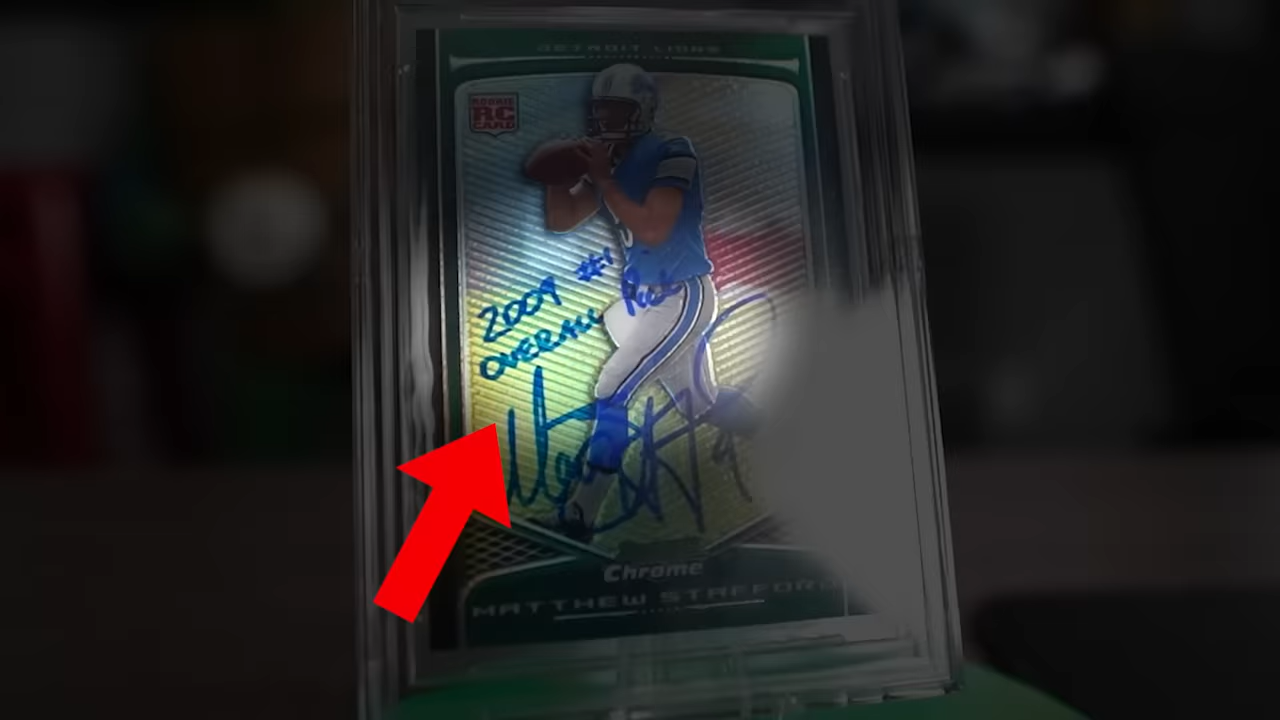 DETROIT LIONS
ROOKIE
RC
CARD
2009 #1
OVERALL Pick
Chrome
MATTHEW STAFFORD